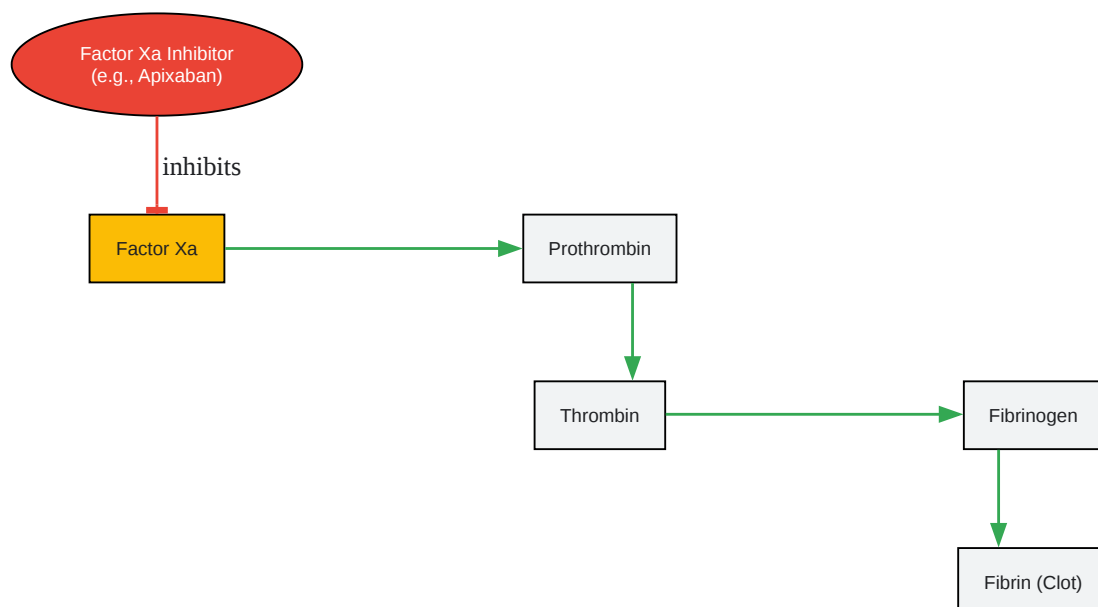 Factor Xa Inhibitor
(e.g., Apixaban)
inhibits
Factor Xa
Prothrombin
Thrombin
Fibrinogen
Fibrin (Clot)